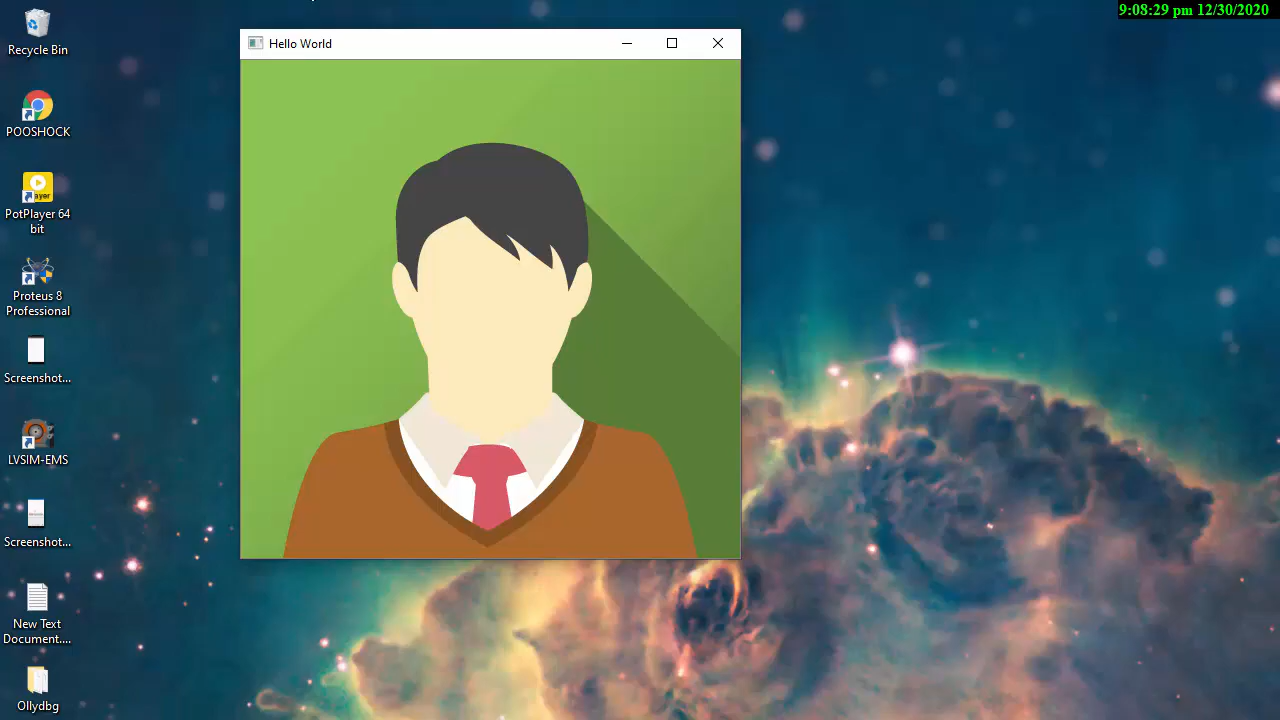 9:08:29 pm 12/30/2020
Hello World
Recycle Bin
POOSHOCK
PotPlayer 64
bit
Proteus 8
Professional
Screenshot...
LVSIM-EMS
Screenshot...
New Text
Document....
Ollydbg